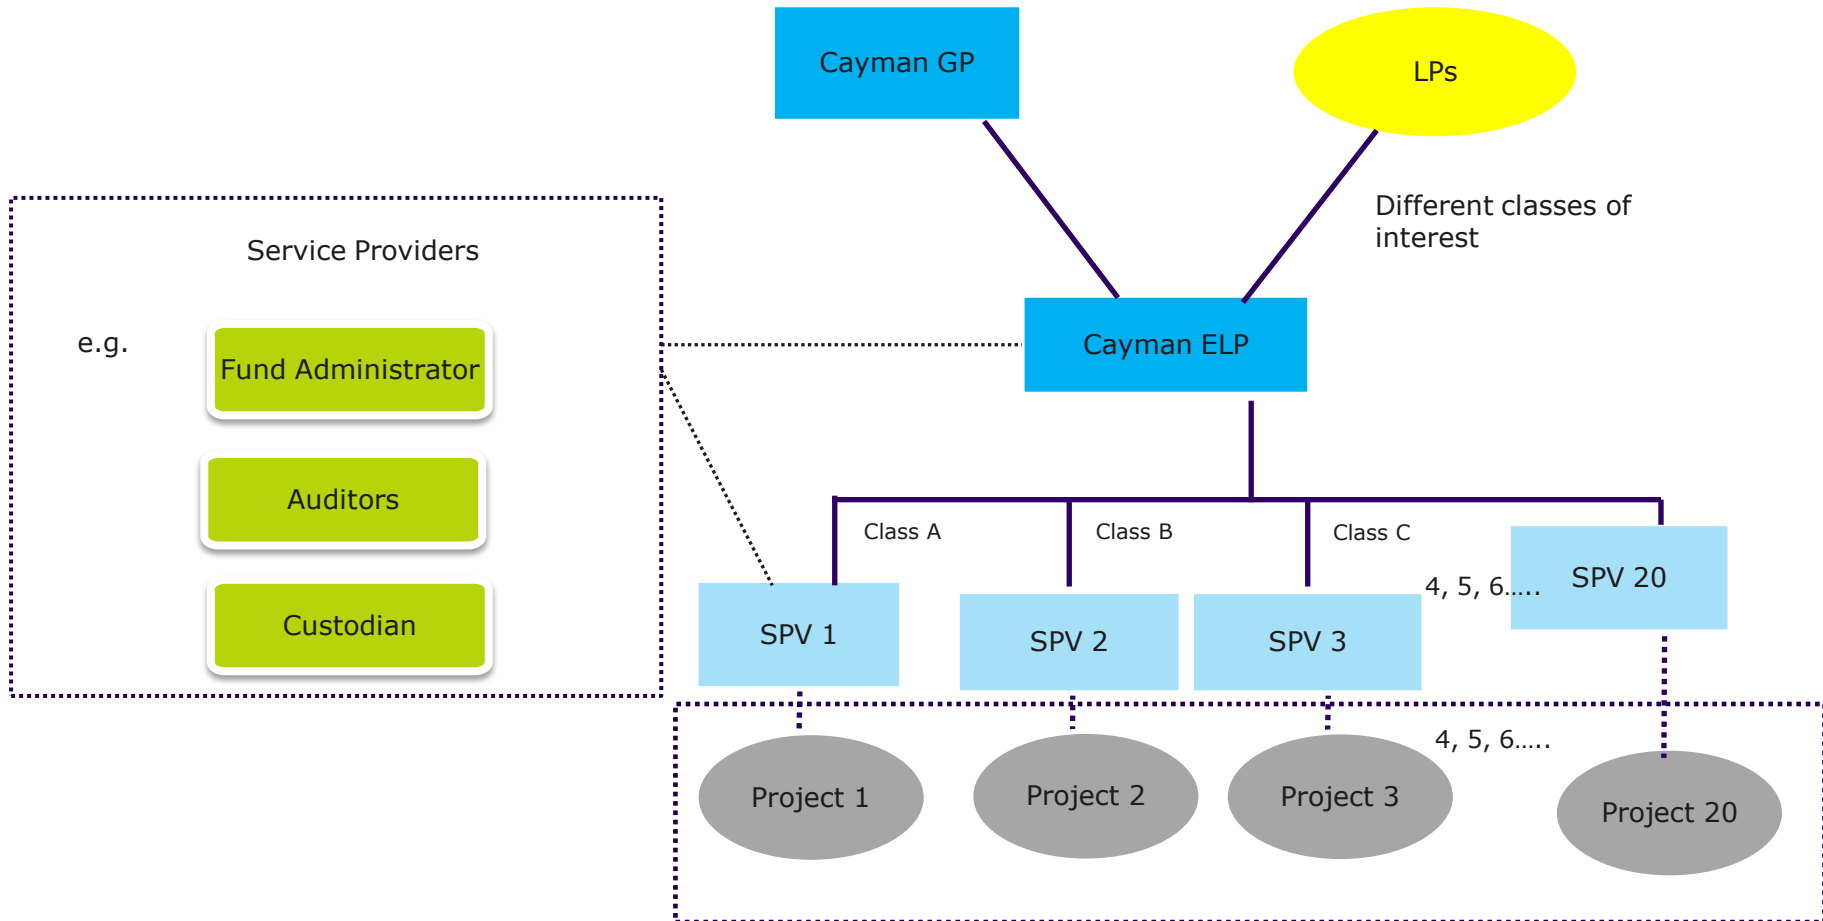 Cayman GP
LPs
Different classes of
interest
Service Providers
e.g.
Fund Administrator
Cayman ELP
Auditors
Custodian
Class A
Class B
Class C
SPV 1
SPV 2
SPV 3
4, 5, 6.....
SPV 20
4, 5, 6.....
Project 1
Project 2
Project 3
Project 20